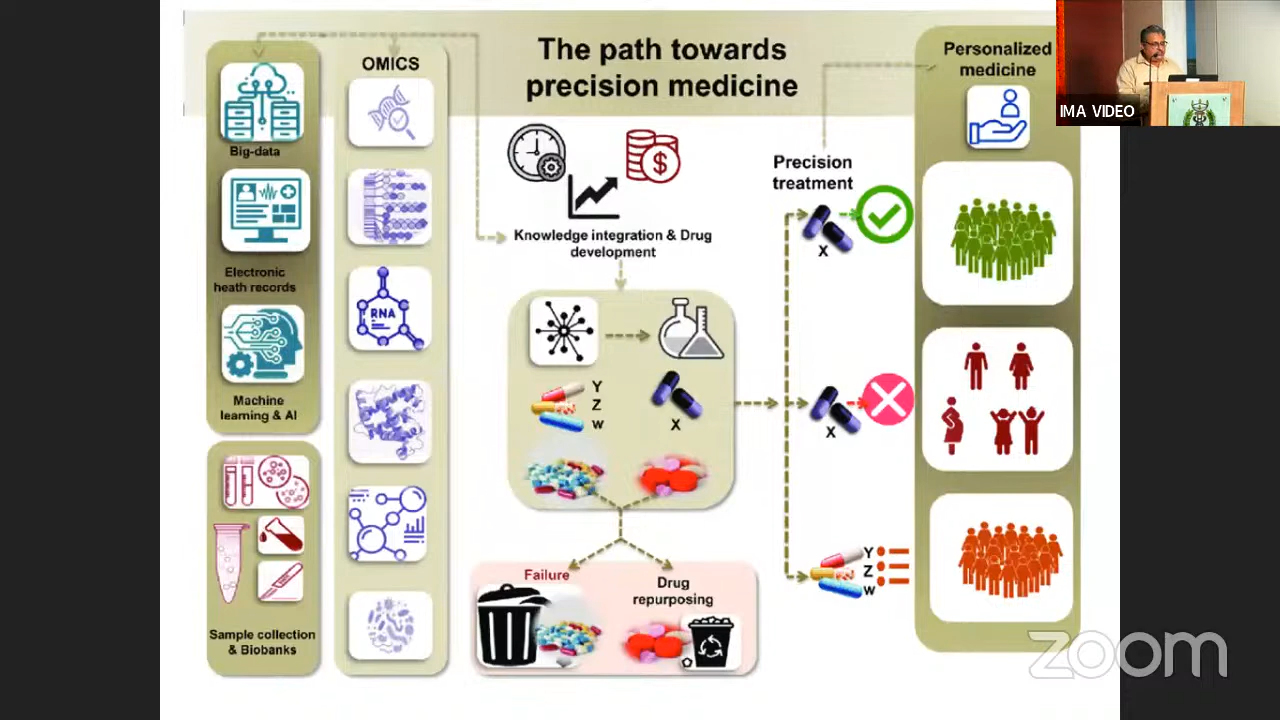 The path towards
precision medicine
Big-data
Electronic
heath records
Machine
learning & AI
Sample collection
& Biobanks
OMICS
RNA
Knowledge integration & Drug
development
Y
Z
w
X
Failure
Drug
repurposing
Precision
treatment
X
X
Y
Z
w
Personalized
medicine
IMA VIDEO
zoom